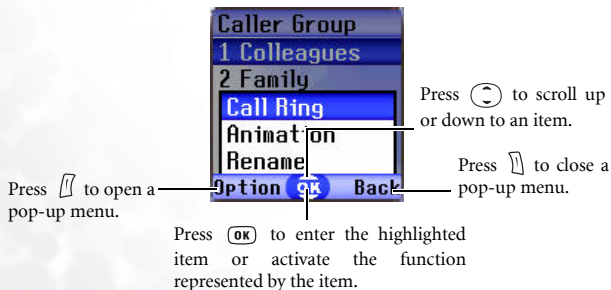 Caller Group
1 Colleagues
2 Family
Call Ring
Animation
Rename
Option OK Back
Press to scroll up
or down to an item.
Press to close a
pop-up menu.
Press to open a
pop-up menu.
Press OK to enter the highlighted
item or activate the function
represented by the item.